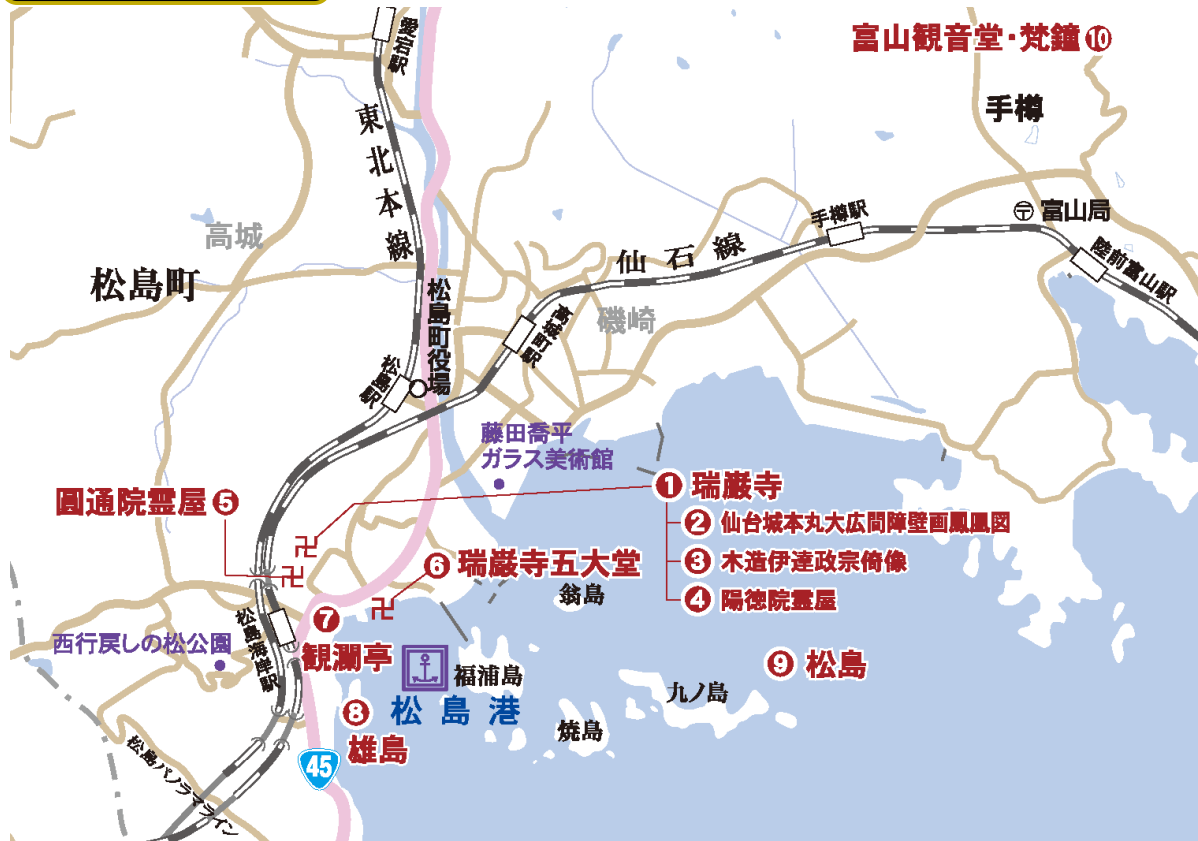 愛宕駅
富山観音堂・梵鐘⑩
手樽
東北本線
手樽駅
〒 富山局
高城
仙石線
陸前富山駅
松島町
松島町役場
高城町駅
磯崎
松島駅
藤田喬平
ガラス美術館
圓通院霊屋⑤
①瑞巌寺
②仙台城本丸大広間障壁画鳳凰図
③木造伊達政宗倚像
④陽徳院霊屋
⑥瑞巌寺五大堂
翁島
⑦
観瀾亭
松島海岸駅
西行戻しの松公園
福浦島
⑨松島
九ノ島
⑧
雄島
松島港
焼島
松島パノラマライン
45